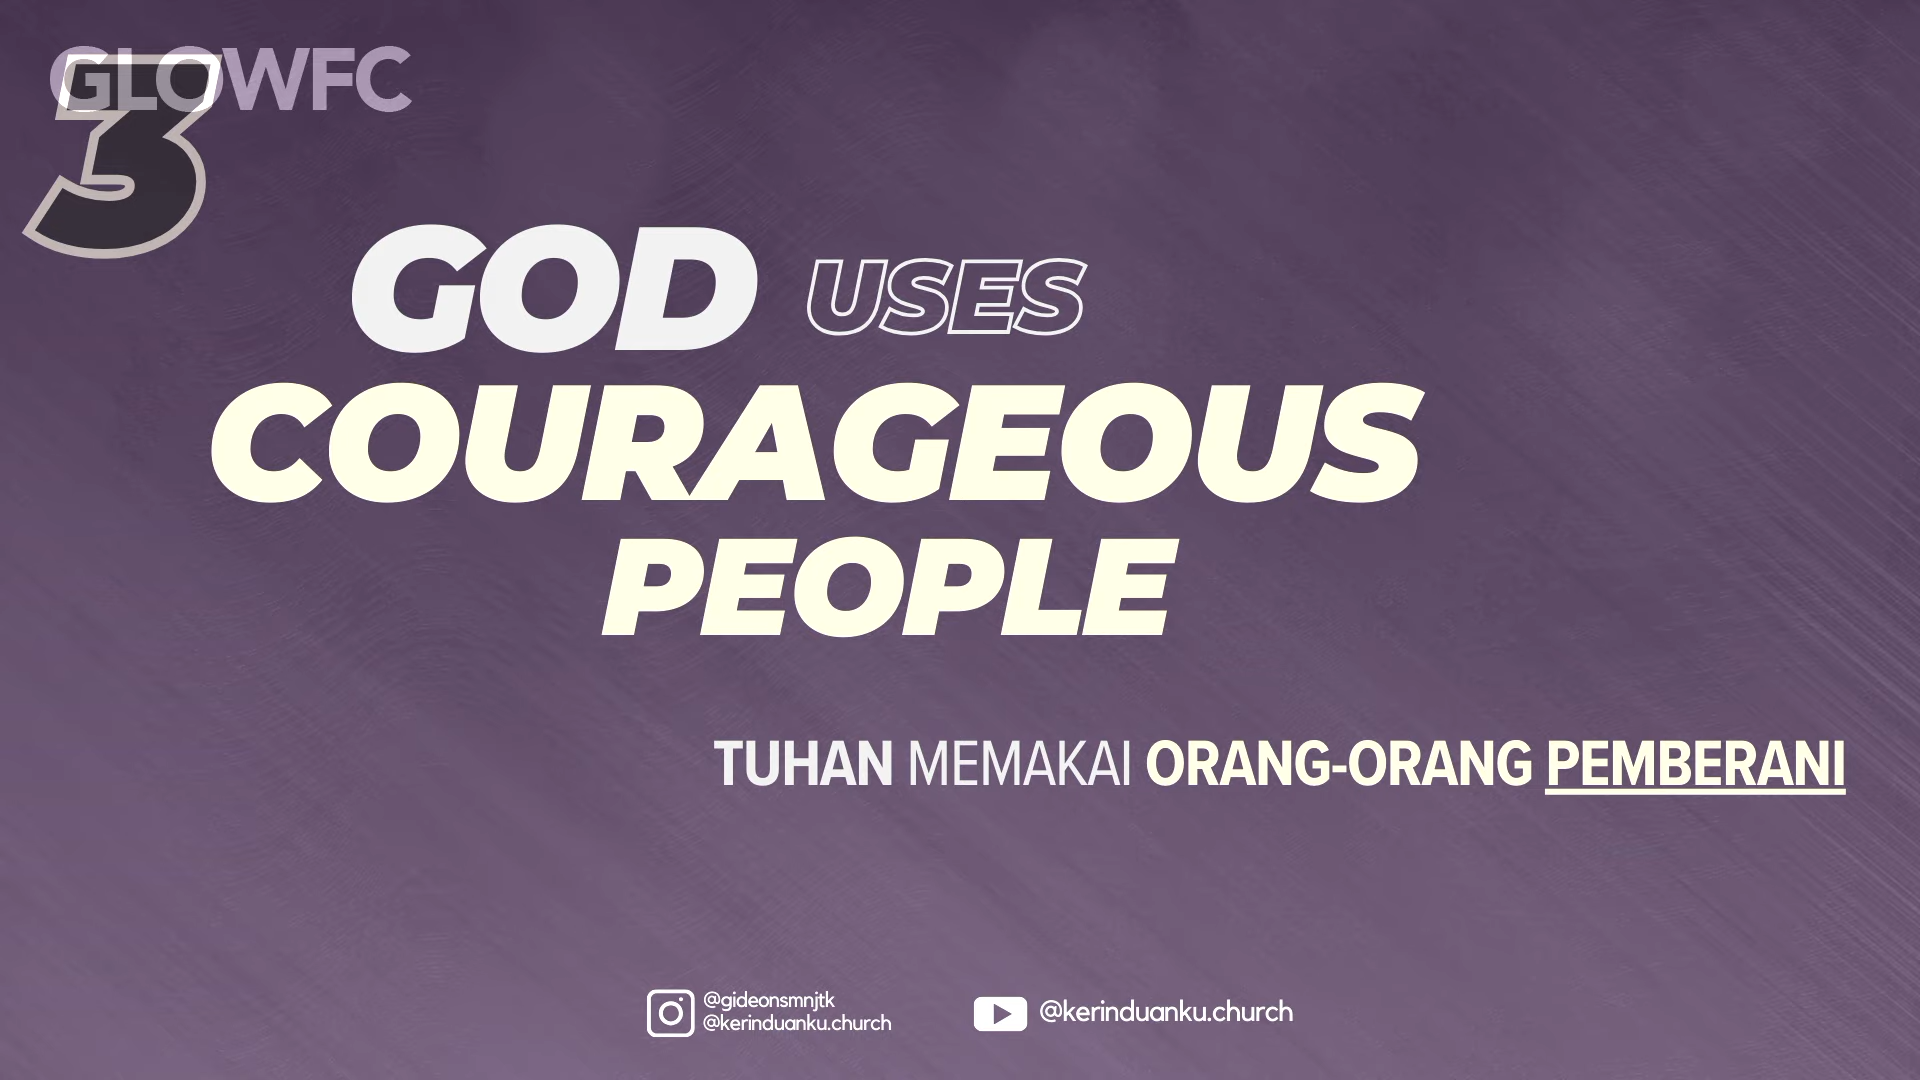 GLOWFC
3
GOD USES
COURAGEOUS
PEOPLE
TUHAN MEMAKAI ORANG-ORANG PEMBERANI
@gideonsmnjtk
@kerinduanku.church
@kerinduanku.church